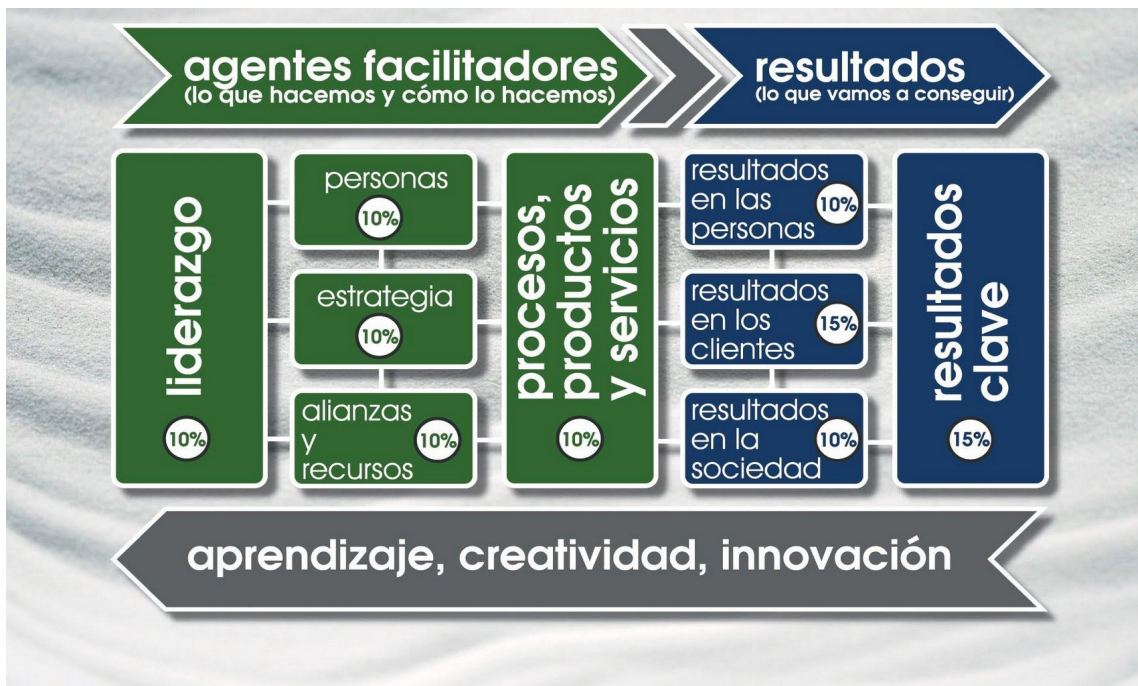 agentes facilitadores
(lo que hacemos y cómo lo hacemos)
resultados
(lo que vamos a conseguir)
liderazgo
10%
personas
10%
estrategia
10%
alianzas
y
recursos
10%
procesos,
productos
y servicios
10%
resultados
en las
personas
10%
resultados
en los
clientes
15%
resultados
en la
sociedad
10%
resultados
clave
15%
aprendizaje, creatividad, innovación